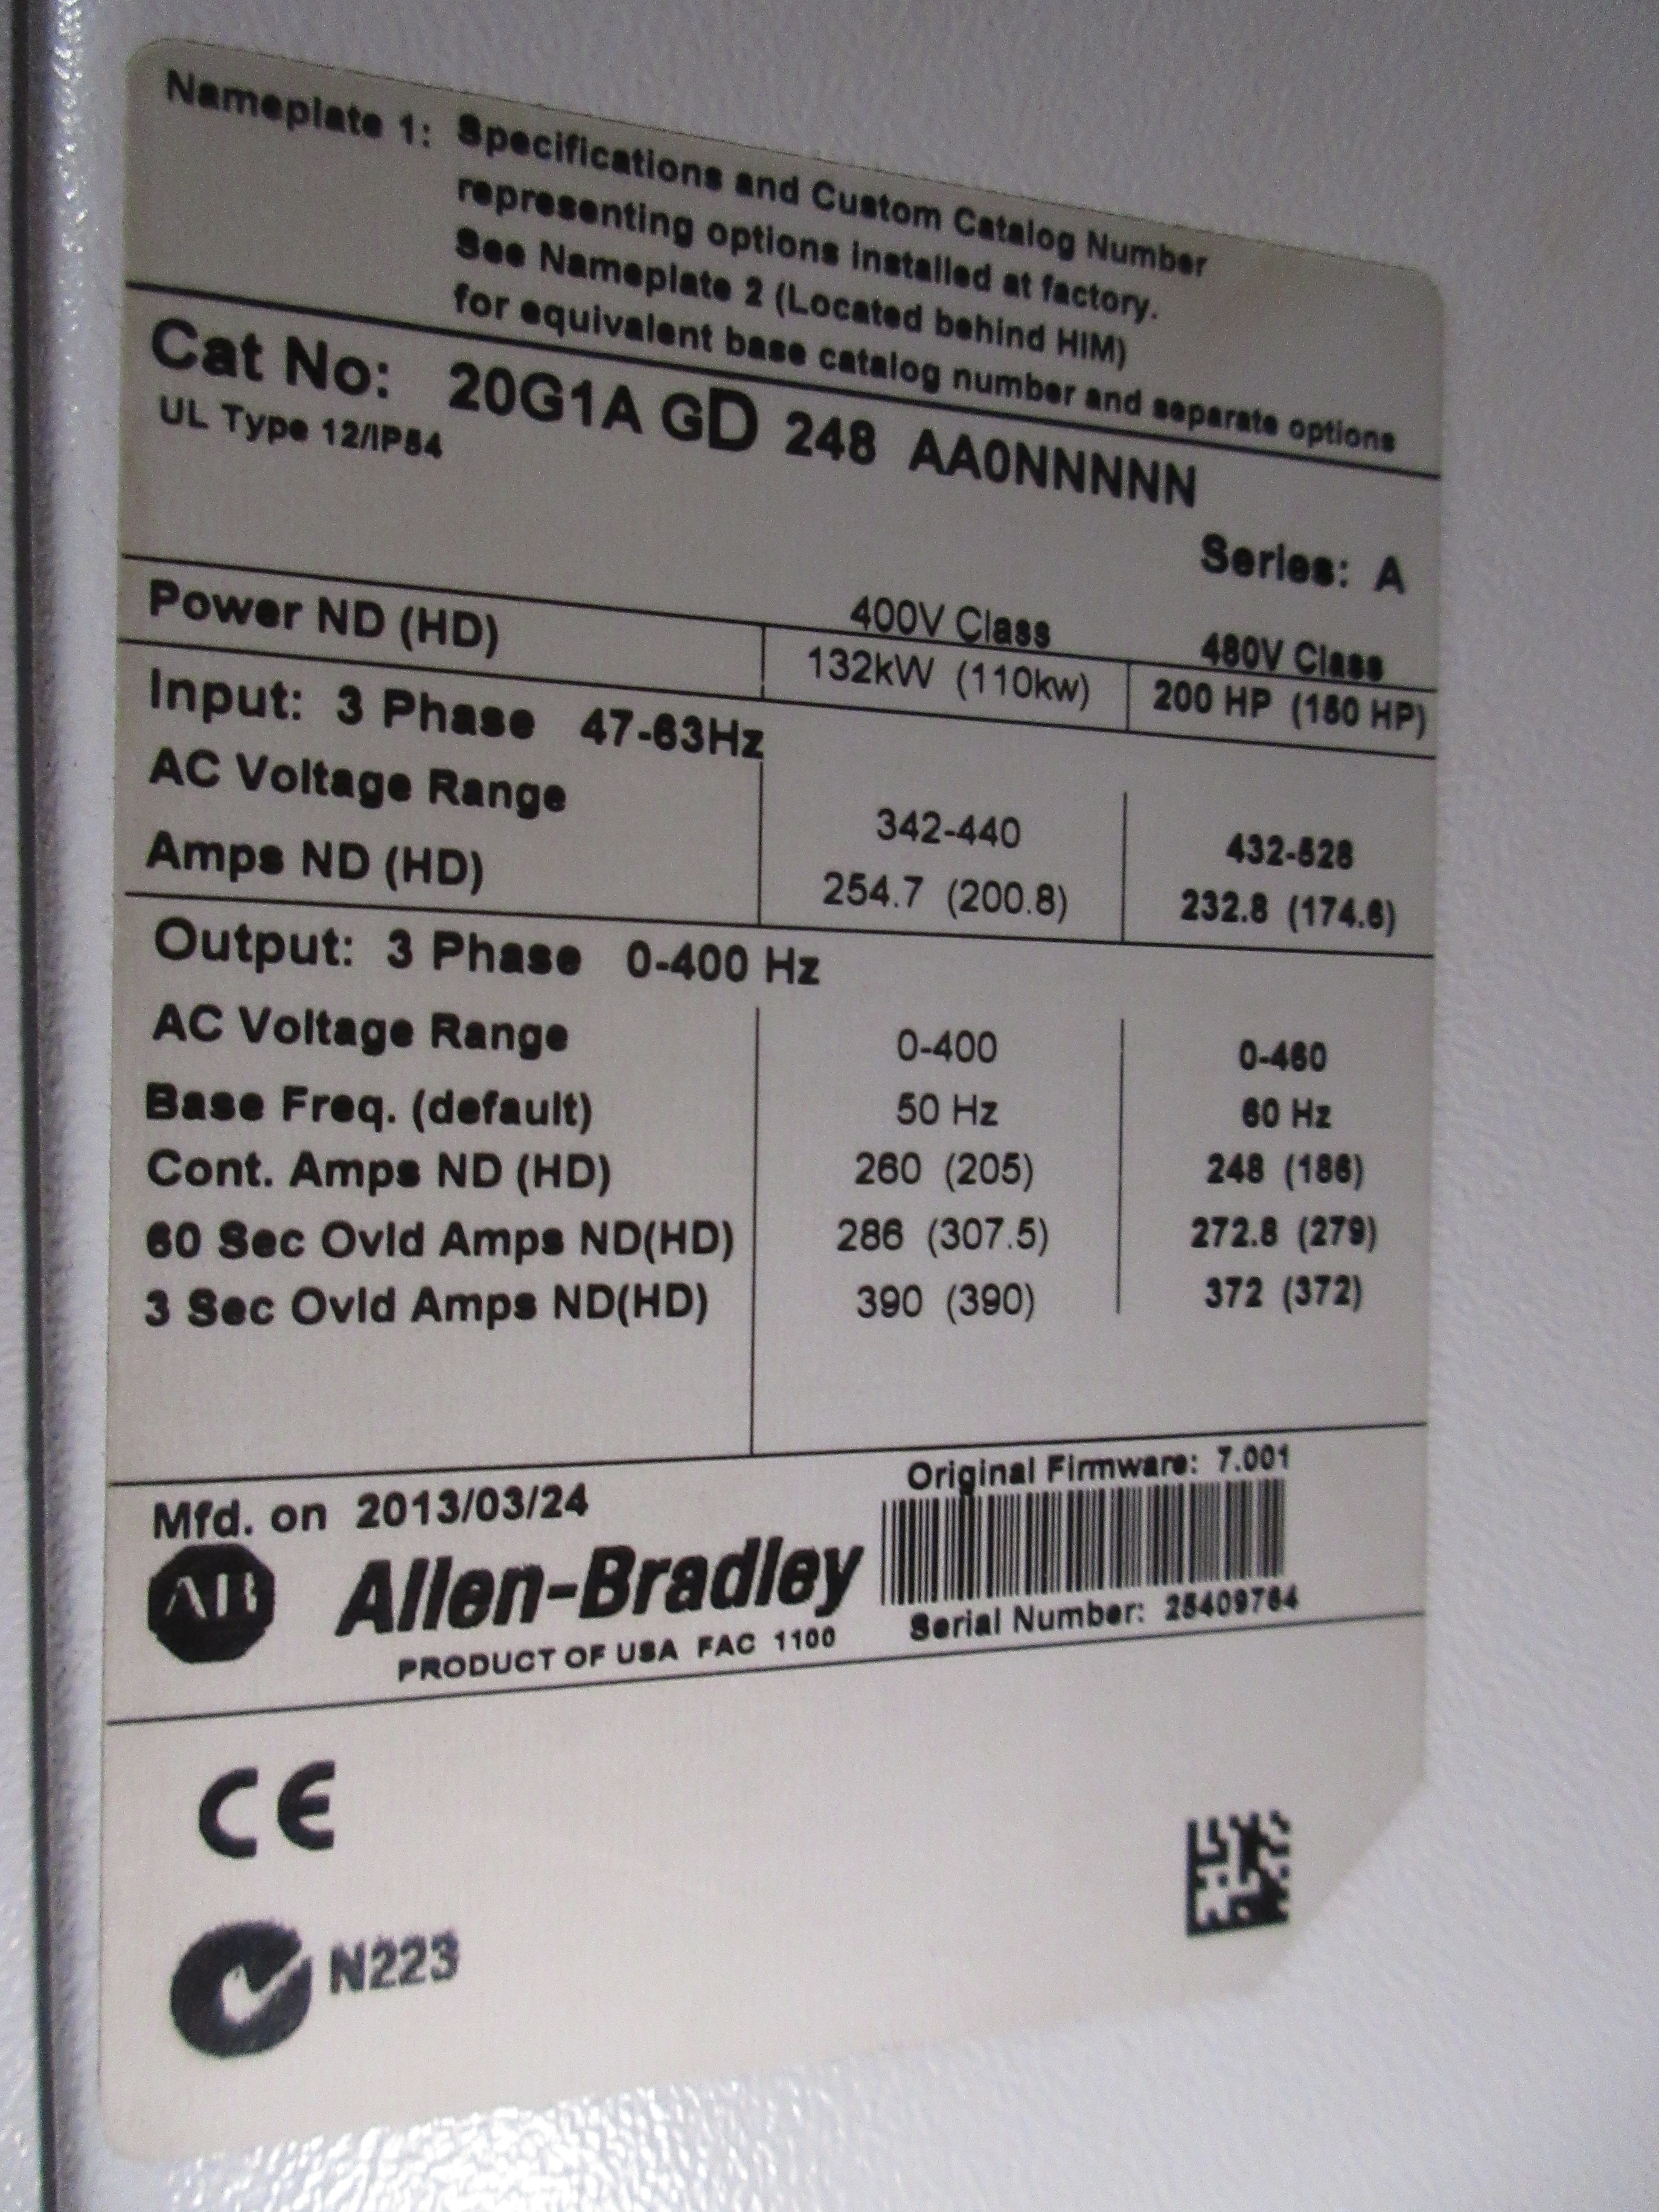 Nameplate 1: Specifications and Custom Catalog Number
representing options installed at factory.
See Nameplate 2 (Located behind HIM)
for equivalent base catalog number and separate options
Cat No: 20G1A GD 248 AA0NNNNN
UL Type 12/IP54
Series: A
400V Class 480V Class
Power ND (HD) 132kW (110kw) 200 HP (150 HP)
Input: 3 Phase 47-63Hz
AC Voltage Range 342-440 432-528
Amps ND (HD) 254.7 (200.8) 232.8 (174.6)
Output: 3 Phase 0-400 Hz
AC Voltage Range 0-400 0-460
Base Freq. (default) 50 Hz 60 Hz
Cont. Amps ND (HD) 260 (205) 248 (186)
60 Sec Ovld Amps ND(HD) 286 (307.5) 272.8 (279)
3 Sec Ovld Amps ND(HD) 390 (390) 372 (372)
Original Firmware: 7.001
Mfd. on 2013/03/24
AB Allen-Bradley
Serial Number: 25409764
PRODUCT OF USA FAC 1100
CE
N223